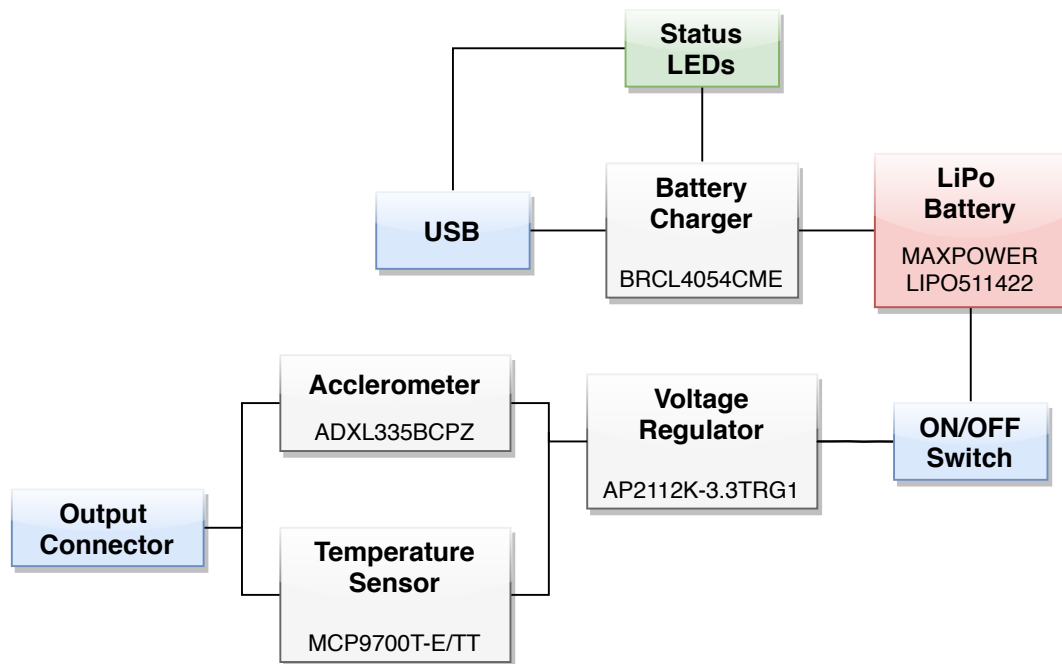 Status
LEDs
USB
Battery
Charger
BRCL4054CME
LiPo
Battery
MAXPOWER
LIPO511422
Acclerometer
ADXL335BCPZ
Voltage
Regulator
AP2112K-3.3TRG1
ON/OFF
Switch
Output
Connector
Temperature
Sensor
MCP9700T-E/TT